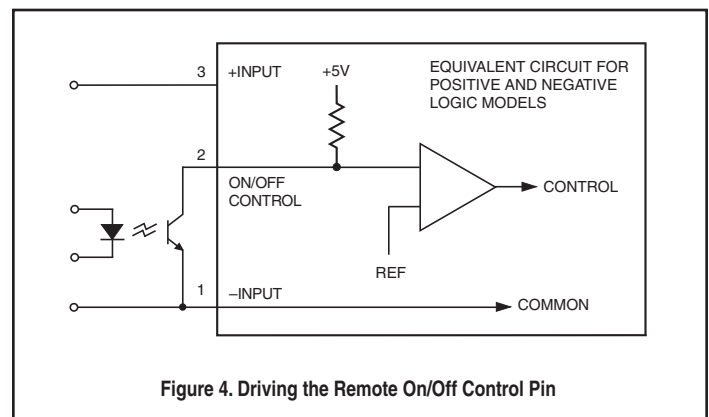 3
+INPUT
+5V
EQUIVALENT CIRCUIT FOR
POSITIVE AND NEGATIVE
LOGIC MODELS
2
ON/OFF
CONTROL
CONTROL
REF
1
–INPUT
COMMON
Figure 4. Driving the Remote On/Off Control Pin